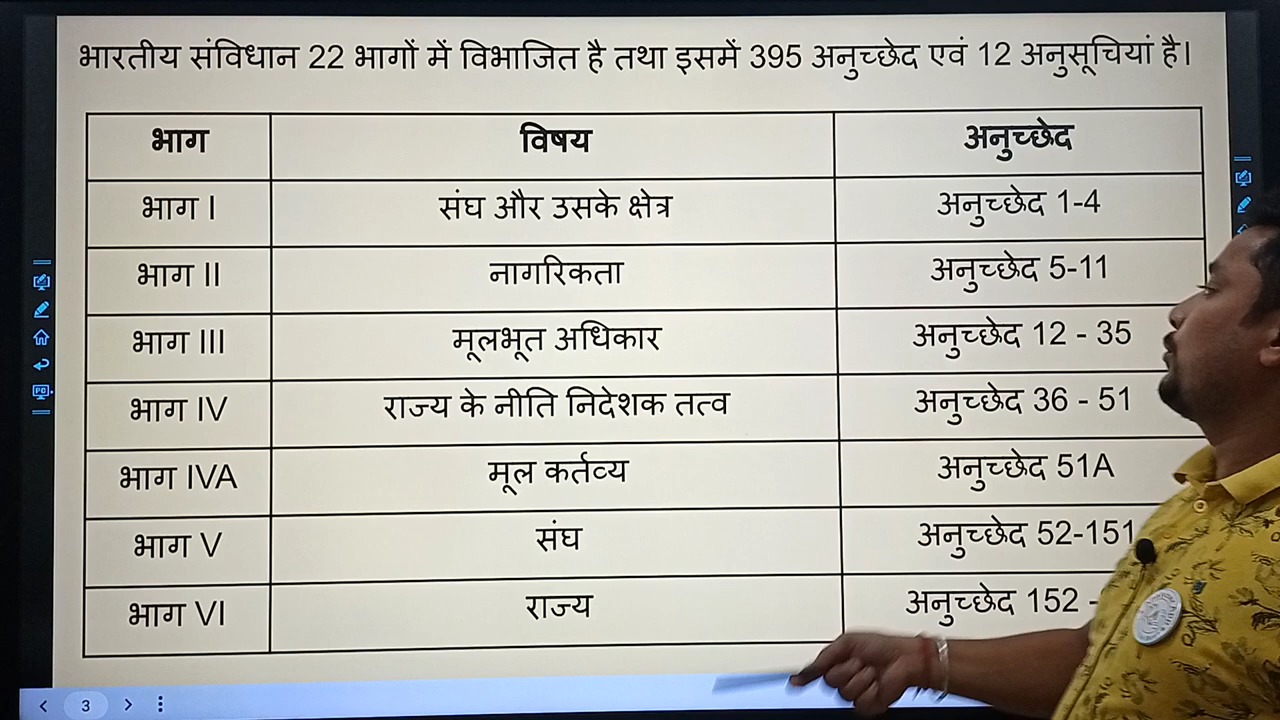 भारतीय संविधान 22 भागों में विभाजित है तथा इसमें 395 अनुच्छेद एवं 12 अनुसूचियां है।
भाग विषय अनुच्छेद
भाग I संघ और उसके क्षेत्र अनुच्छेद 1-4
भाग II नागरिकता अनुच्छेद 5-11
भाग III मूलभूत अधिकार अनुच्छेद 12 - 35
भाग IV राज्य के नीति निदेशक तत्व अनुच्छेद 36 - 51
भाग IVA मूल कर्तव्य अनुच्छेद 51A
भाग V संघ अनुच्छेद 52-151
भाग VI राज्य अनुच्छेद 152 -
PC
3